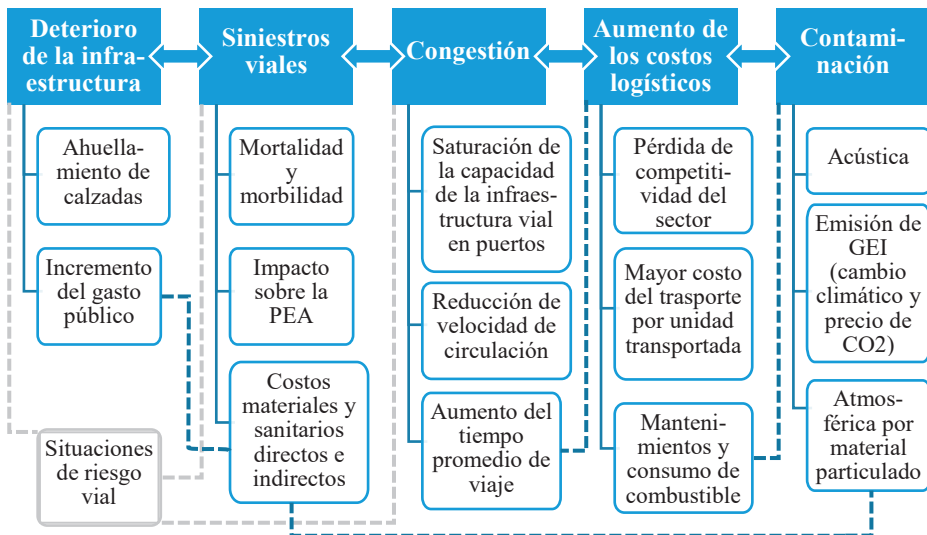 Deterioro
de la infra-
estructura
Ahuella-
miento de
calzadas
Incremento
del gasto
público
Situaciones
de riesgo
vial
Siniestros
viales
Mortalidad
y
morbilidad
Impacto
sobre la
PEA
Costos
materiales y
sanitarios
directos e
indirectos
Congestión
Saturación de
la capacidad
de la infraes-
tructura vial
en puertos
Reducción de
velocidad de
circulación
Aumento del
tiempo
promedio de
viaje
Aumento de
los costos
logísticos
Pérdida de
competiti-
vidad del
sector
Mayor costo
del trasporte
por unidad
transportada
Manteni-
mientos y
consumo de
combustible
Contami-
nación
Acústica
Emisión de
GEI
(cambio
climático y
precio de
CO2)
Atmos-
férica por
material
particulado